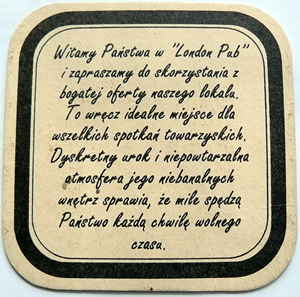 Witamy Państwa w "London Pub"
i zapraszamy do skorzystania z
bogatej oferty naszego lokalu.
To wręcz idealne miejsce dla
wszelkich spotkań towarzyskich.
Dyskretny urok i niepowtarzalna
atmosfera jego niebanalnych
wnętrz sprawia, że mile spędzą
Państwo każdą chwilę wolnego
czasu.